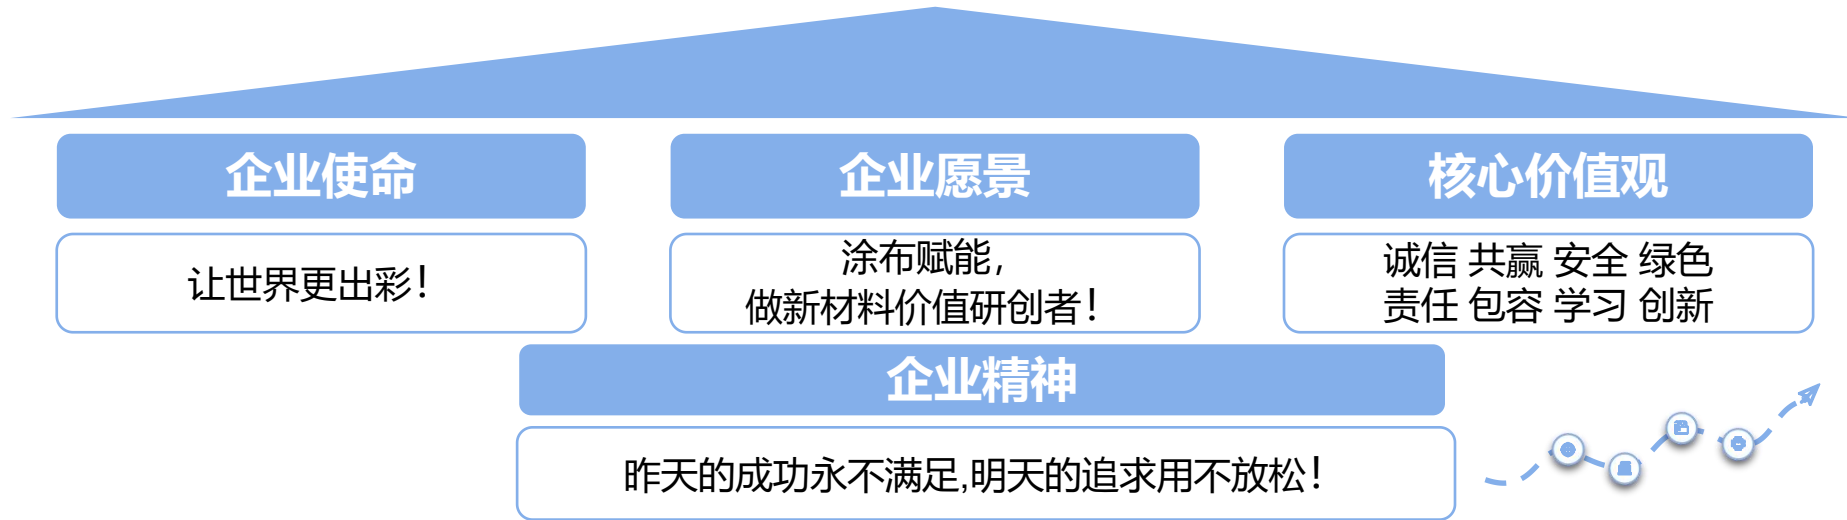 企业使命
企业愿景
核心价值观
让世界更出彩！
涂布赋能，
做新材料价值研创者！
诚信 共赢 安全 绿色
责任 包容 学习 创新
企业精神
昨天的成功永不满足,明天的追求用不放松！